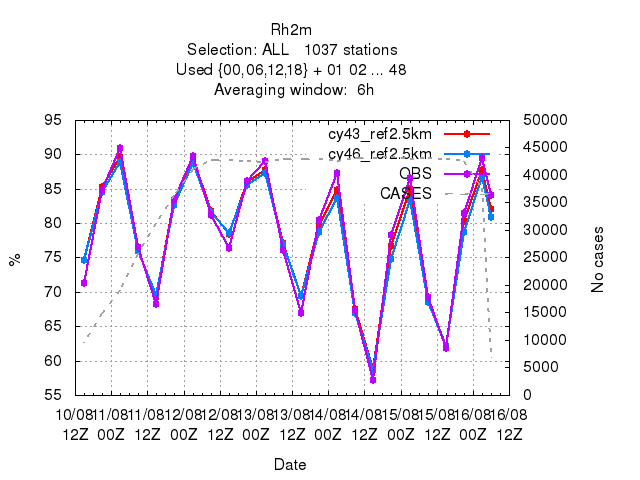 Rh2m
Selection: ALL   1037 stations
Used {00,06,12,18} + 01 02 ... 48
Averaging window:  6h
95
90
85
80
75
70
65
60
55
50000
45000
40000
35000
30000
25000
20000
15000
10000
5000
0
cy43_ref2.5km
cy46_ref2.5km
OBS
CASES
%
No cases
10/08 11/08 11/08 12/08 12/08 13/08 13/08 14/08 14/08 15/08 15/08 16/08 16/08
12Z 00Z 12Z 00Z 12Z 00Z 12Z 00Z 12Z 00Z 12Z 00Z 12Z
Date